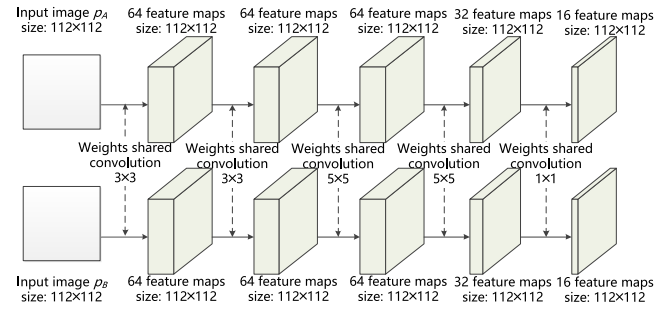 Input image pA
size: 112×112
64 feature maps
size: 112×112
64 feature maps
size: 112×112
64 feature maps
size: 112×112
32 feature maps
size: 112×112
16 feature maps
size: 112×112
Weights shared
convolution
3×3
Weights shared
convolution
3×3
Weights shared
convolution
5×5
Weights shared
convolution
5×5
Weights shared
convolution
1×1
Input image pB
size: 112×112
64 feature maps
size: 112×112
64 feature maps
size: 112×112
64 feature maps
size: 112×112
32 feature maps
size: 112×112
16 feature maps
size: 112×112